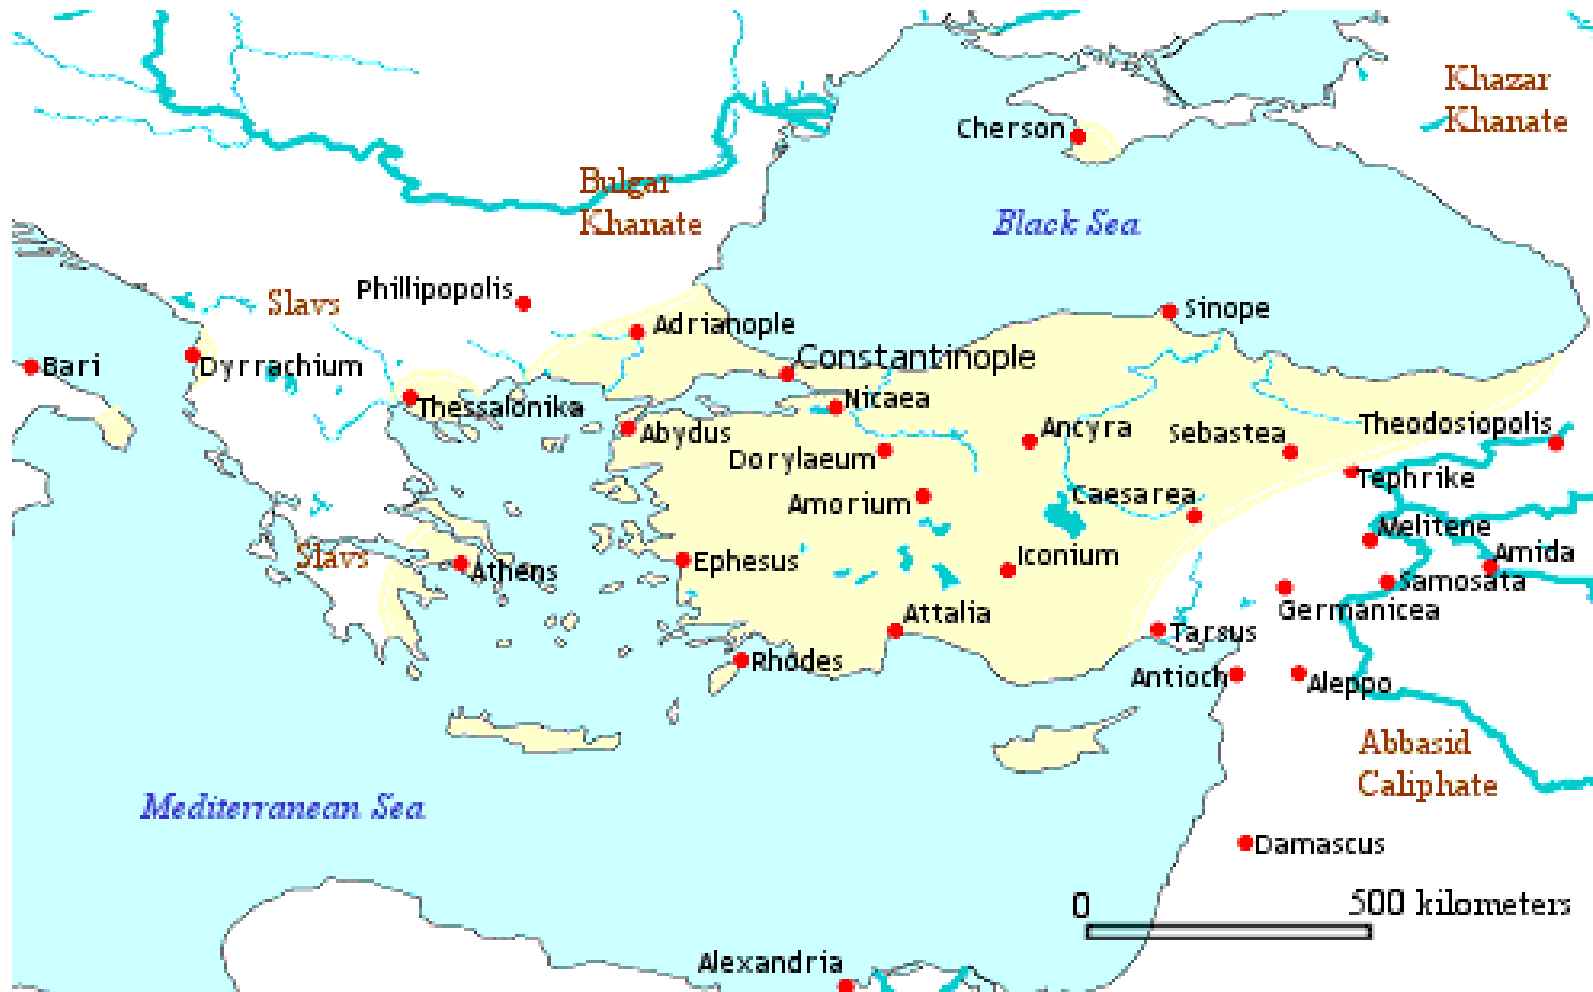 Khazar
Khanate
Cherson
Bulgar
Khanate
Black Sea
Phillipopolis
Slavs
Sinope
Adrianople
Constantinople
Bari
Dyrrachium
Nicaea
Thessalonika
Abydus
Ancyra
Sebastea
Theodosiopolis
Dorylaeum
Tephrike
Amorium
Caesarea
Melitene
Slavs
Athens
Ephesus
Iconium
Amida
Samosata
Germanicea
Attalia
Tarsus
Rhodes
Antioch
Aleppo
Abbasid
Caliphate
Mediterranean Sea
Damascus
0 500 kilometers
Alexandria